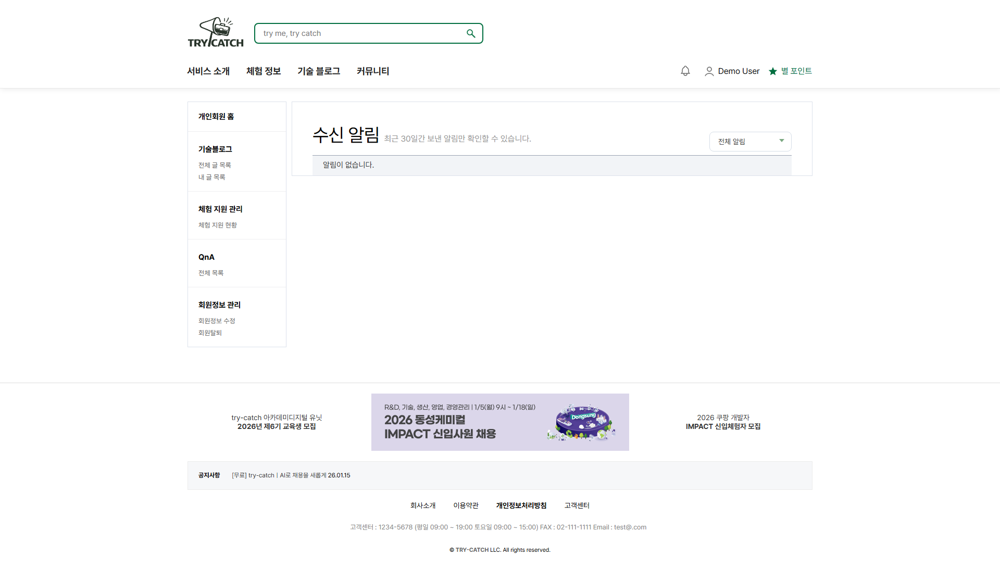 TRY CATCH
try me, try catch
서비스 소개
체험 정보
기술 블로그
커뮤니티
Demo User
별 포인트
개인회원 홈
기술블로그
전체 글 목록
내 글 목록
체험 지원 관리
체험 지원 현황
QnA
전체 목록
회원정보 관리
회원정보 수정
회원탈퇴
수신 알림 최근 30일간 보낸 알림만 확인할 수 있습니다.
전체 알림
알림이 없습니다.
try-catch 아카데미디지털 유닛
2026년 제6기 교육생 모집
R&D, 기술, 생산, 영업, 경영관리 | 1/5(월) 9시 ~ 1/18(일)
2026 동성케미컬
IMPACT 신입사원 채용
Dongsung
2026 쿠팡 개발자
IMPACT 신입체험자 모집
공지사항 [무료] try-catch | AI로 채용을 새롭게 26.01.15
회사소개
이용약관
개인정보처리방침
고객센터
고객센터 : 1234-5678 (평일 09:00 ~ 19:00 토요일 09:00 ~ 15:00) FAX : 02-111-1111 Email : test@.com
© TRY-CATCH LLC. All rights reserved.